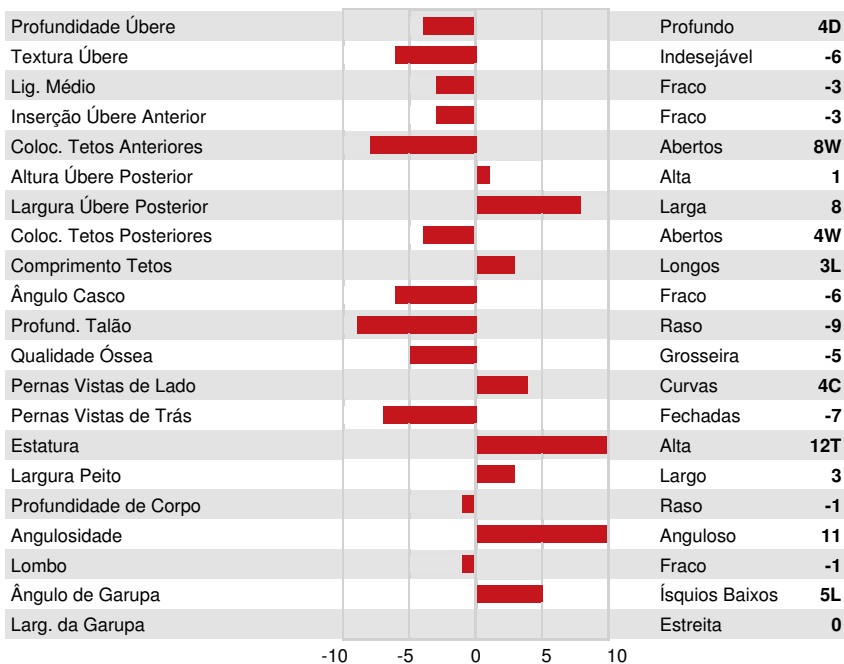 Profundidade Úbere Profundo 4D
Textura Úbere Indesejável -6
Lig. Médio Fraco -3
Inserção Úbere Anterior Fraco -3
Coloc. Tetos Anteriores Abertos 8W
Altura Úbere Posterior Alta 1
Largura Úbere Posterior Larga 8
Coloc. Tetos Posteriores Abertos 4W
Comprimento Tetos Longos 3L
Ângulo Casco Fraco -6
Profund. Talão Raso -9
Qualidade Óssea Grosseira -5
Pernas Vistas de Lado Curvas 4C
Pernas Vistas de Trás Fechadas -7
Estatura Alta 12T
Largura Peito Largo 3
Profundidade de Corpo Raso -1
Angulosidade Anguloso 11
Lombo Fraco -1
Ângulo de Garupa Ísquios Baixos 5L
Larg. da Garupa Estreita 0
-10 -5 0 5 10